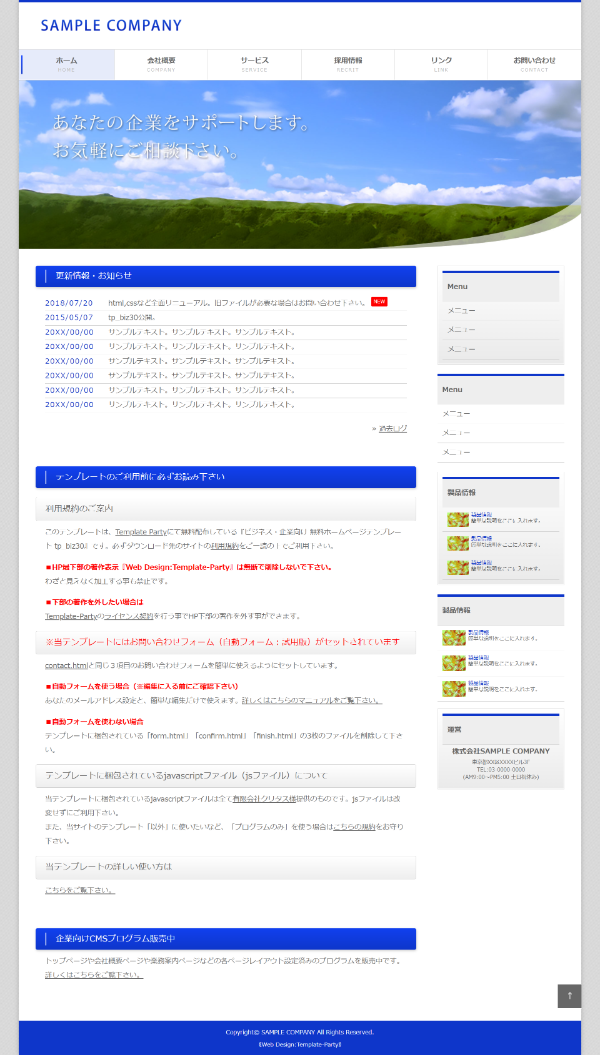 SAMPLE COMPANY
ホーム
HOME
会社概要
COMPANY
サービス
SERVICE
採用情報
RECRUIT
リンク
LINK
お問い合わせ
CONTACT
あなたの企業をサポートします。
お気軽にご相談下さい。
更新情報・お知らせ
2018/07/20 html,cssなど全面リニューアル。旧ファイルが必要な場合はお問い合わせ下さい。 NEW
2015/05/07 tp_biz30公開。
20XX/00/00 サンプルテキスト。サンプルテキスト。サンプルテキスト。
20XX/00/00 サンプルテキスト。サンプルテキスト。サンプルテキスト。
20XX/00/00 サンプルテキスト。サンプルテキスト。サンプルテキスト。
20XX/00/00 サンプルテキスト。サンプルテキスト。サンプルテキスト。
20XX/00/00 サンプルテキスト。サンプルテキスト。サンプルテキスト。
20XX/00/00 サンプルテキスト。サンプルテキスト。サンプルテキスト。
» 過去ログ
テンプレートのご利用前に必ずお読み下さい
利用規約のご案内
このテンプレートは、Template Partyにて無料配布している『ビジネス・企業向け 無料ホームページテンプレー
ト tp_biz30』です。必ずダウンロード先のサイトの利用規約をご一読の上でご利用下さい。
■HP最下部の著作表示『Web Design:Template-Party』は無断で削除しないで下さい。
わざと見えなく加工する事も禁止です。
■下部の著作を外したい場合は
Template-Partyのライセンス契約を行う事でHP下部の著作を外す事ができます。
※当テンプレートにはお問い合わせフォーム（自動フォーム：試用版）がセットされています
contact.htmlと同じ３項目のお問い合わせフォームを簡単に使えるようにセットしています。
■自動フォームを使う場合（※編集に入る前にご確認下さい）
あなたのメールアドレス設定と、簡単な編集だけで使えます。詳しくはこちらのマニュアルをご覧下さい。
■自動フォームを使わない場合
テンプレートに梱包されている「form.html」「confirm.html」「finish.html」の3枚のファイルを削除して下さ
い。
テンプレートに梱包されているjavascriptファイル（jsファイル）について
当テンプレートに梱包されているjavascriptファイルは全て有限会社クリタス様提供のものです。jsファイルは改
変せずにご利用下さい。
また、当サイトのテンプレート「以外」に使いたいなど、「プログラムのみ」を使う場合はこちらの規約をお守り
下さい。
当テンプレートの詳しい使い方は
こちらをご覧下さい。
企業向けCMSプログラム販売中
トップページや会社概要ページや業務案内ページなどの各ページレイアウト設定済みのプログラムを販売中です。
詳しくはこちらをご覧下さい。
Menu
メニュー
メニュー
メニュー
Menu
メニュー
メニュー
メニュー
製品情報
製品情報
簡単な説明をここに入れます。
製品情報
簡単な説明をここに入れます。
製品情報
簡単な説明をここに入れます。
製品情報
製品情報
簡単な説明をここに入れます。
製品情報
簡単な説明をここに入れます。
製品情報
簡単な説明をここに入れます。
運営
株式会社SAMPLE COMPANY
東京都XXXXXXXXビル3F
TEL:03-0000-0000
(AM9:00～PM5:00 土日祝休み)
↑
Copyright© SAMPLE COMPANY All Rights Reserved.
『Web Design:Template-Party』